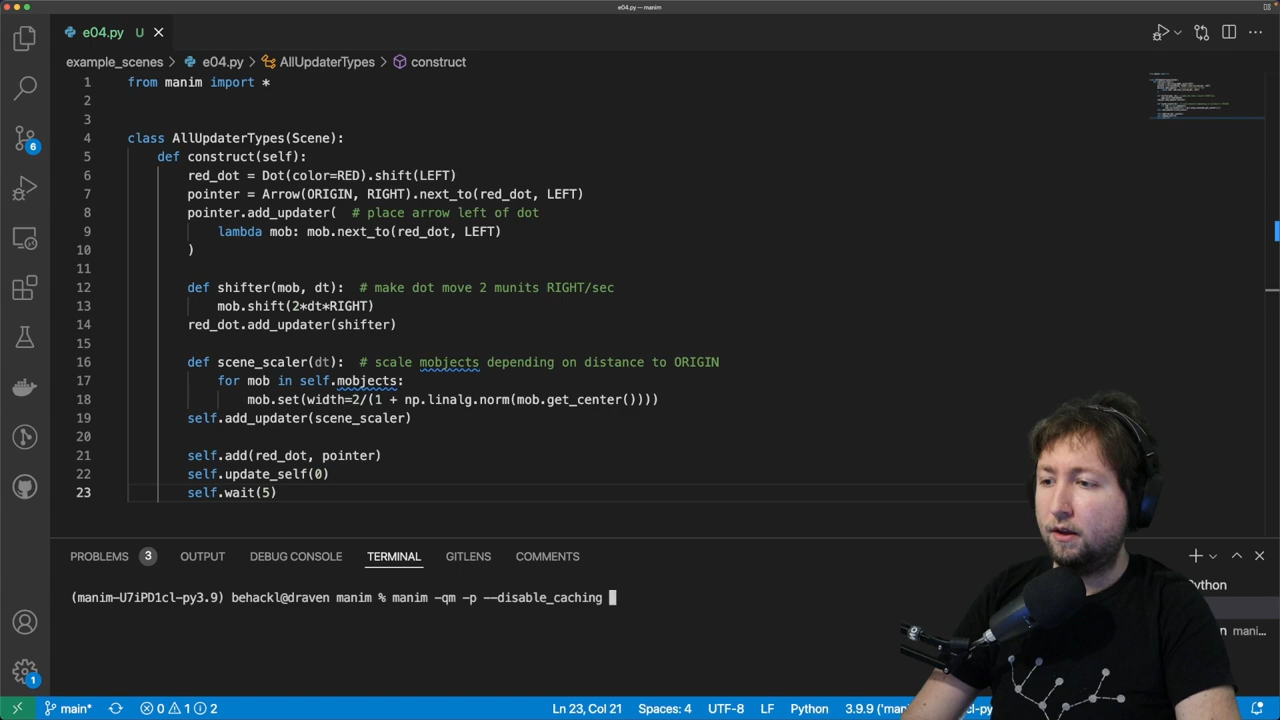 e04.py — manim
e04.py U
example_scenes > e04.py > AllUpdaterTypes > construct
1 from manim import *
2
3
4 class AllUpdaterTypes(Scene):
5 def construct(self):
6 red_dot = Dot(color=RED).shift(LEFT)
7 pointer = Arrow(ORIGIN, RIGHT).next_to(red_dot, LEFT)
8 pointer.add_updater( # place arrow left of dot
9 lambda mob: mob.next_to(red_dot, LEFT)
10 )
11
12 def shifter(mob, dt): # make dot move 2 munits RIGHT/sec
13 mob.shift(2*dt*RIGHT)
14 red_dot.add_updater(shifter)
15
16 def scene_scaler(dt): # scale mobjects depending on distance to ORIGIN
17 for mob in self.mobjects:
18 mob.set(width=2/(1 + np.linalg.norm(mob.get_center())))
19 self.add_updater(scene_scaler)
20
21 self.add(red_dot, pointer)
22 self.update_self(0)
23 self.wait(5)
6
1
PROBLEMS 3 OUTPUT DEBUG CONSOLE TERMINAL GITLENS COMMENTS
Python
(manim-U7iPD1cl-py3.9) behackl@draven manim % manim -qm -p --disable_caching
n mani...
main* 0 1 2 Ln 23, Col 21 Spaces: 4 UTF-8 LF Python 3.9.9 ('mani cl-py